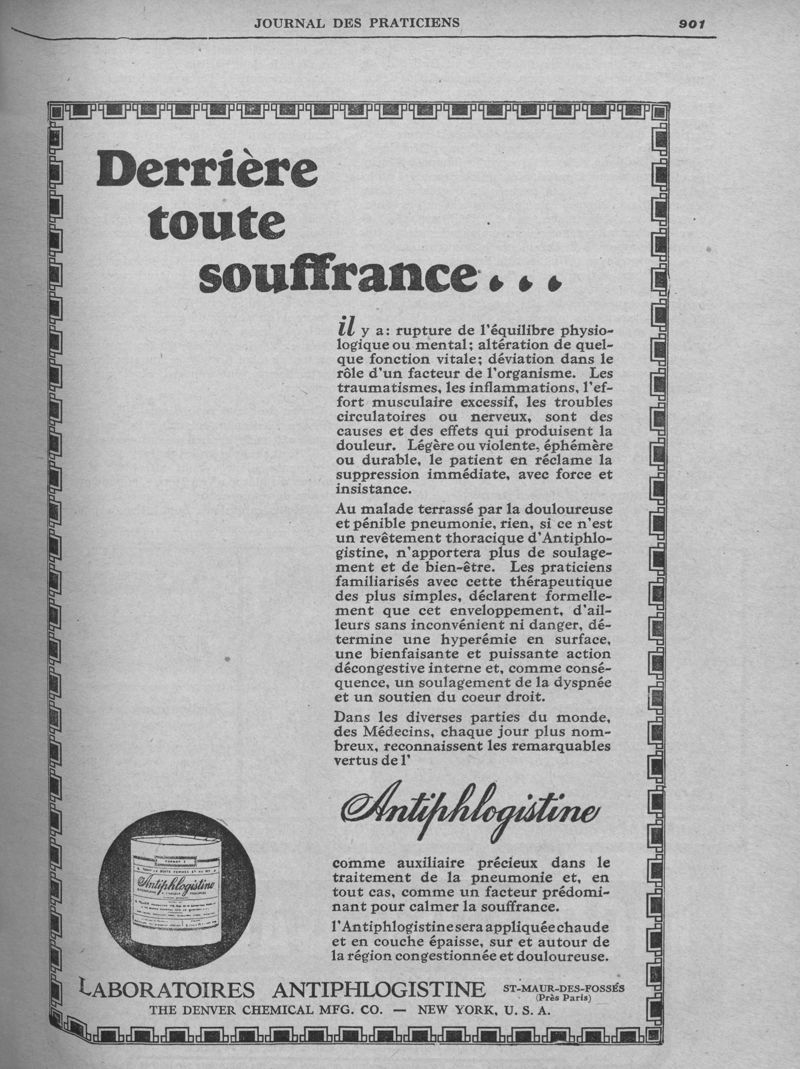 JOURNAL DES PRATICIENS
901
Derrière
toute
souffrance...
il y a: rupture de l'équilibre physio-
logique ou mental; altération de quel-
que fonction vitale; déviation dans le
rôle d'un facteur de l'organisme. Les
traumatismes, les inflammations, l'ef-
fort musculaire excessif, les troubles
circulatoires ou nerveux, sont des
causes et des effets qui produisent la
douleur. Légère ou violente, éphémère
ou durable, le patient en réclame la
suppression immédiate, avec force et
insistance.
Au malade terrassé par la douloureuse
et pénible pneumonie, rien, si ce n'est
un revêtement thoracique d'Antiphlo-
gistine, n'apportera plus de soulage-
ment et de bien-être. Les praticiens
familiarisés avec cette thérapeutique
des plus simples, déclarent formelle-
ment que cet enveloppement, d'ail-
leurs sans inconvénient ni danger, dé-
termine une hyperémie en surface,
une bienfaisante et puissante action
décongestive interne et, comme consé-
quence, un soulagement de la dyspnée
et un soutien du coeur droit.
Dans les diverses parties du monde,
des Médecins, chaque jour plus nom-
breux, reconnaissent les remarquables
vertus de l'
Antiphlogistine
comme auxiliaire précieux dans le
traitement de la pneumonie et, en
tout cas, comme un facteur prédomi-
nant pour calmer la souffrance.
l'Antiphlogistine sera appliquée chaude
et en couche épaisse, sur et autour de
la région congestionnée et douloureuse.
Antiphlogistine
LABORATOIRES ANTIPHLOGISTINE ST-MAUR-DES-FOSSÉS
(Près Paris)
THE DENVER CHEMICAL MFG. CO. — NEW YORK, U. S. A.